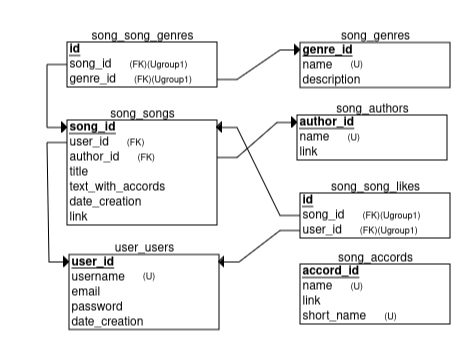 song_song_genres
id
song_id (FK)(Ugroup1)
genre_id (FK)(Ugroup1)
song_genres
genre_id
name (U)
description
song_songs
song_id
user_id (FK)
author_id (FK)
title
text_with_accords
date_creation
link
song_authors
author_id
name (U)
link
song_song_likes
id
song_id (FK)(Ugroup1)
user_id (FK)(Ugroup1)
user_users
user_id
username (U)
email
password
date_creation
song_accords
accord_id
name (U)
link
short_name (U)